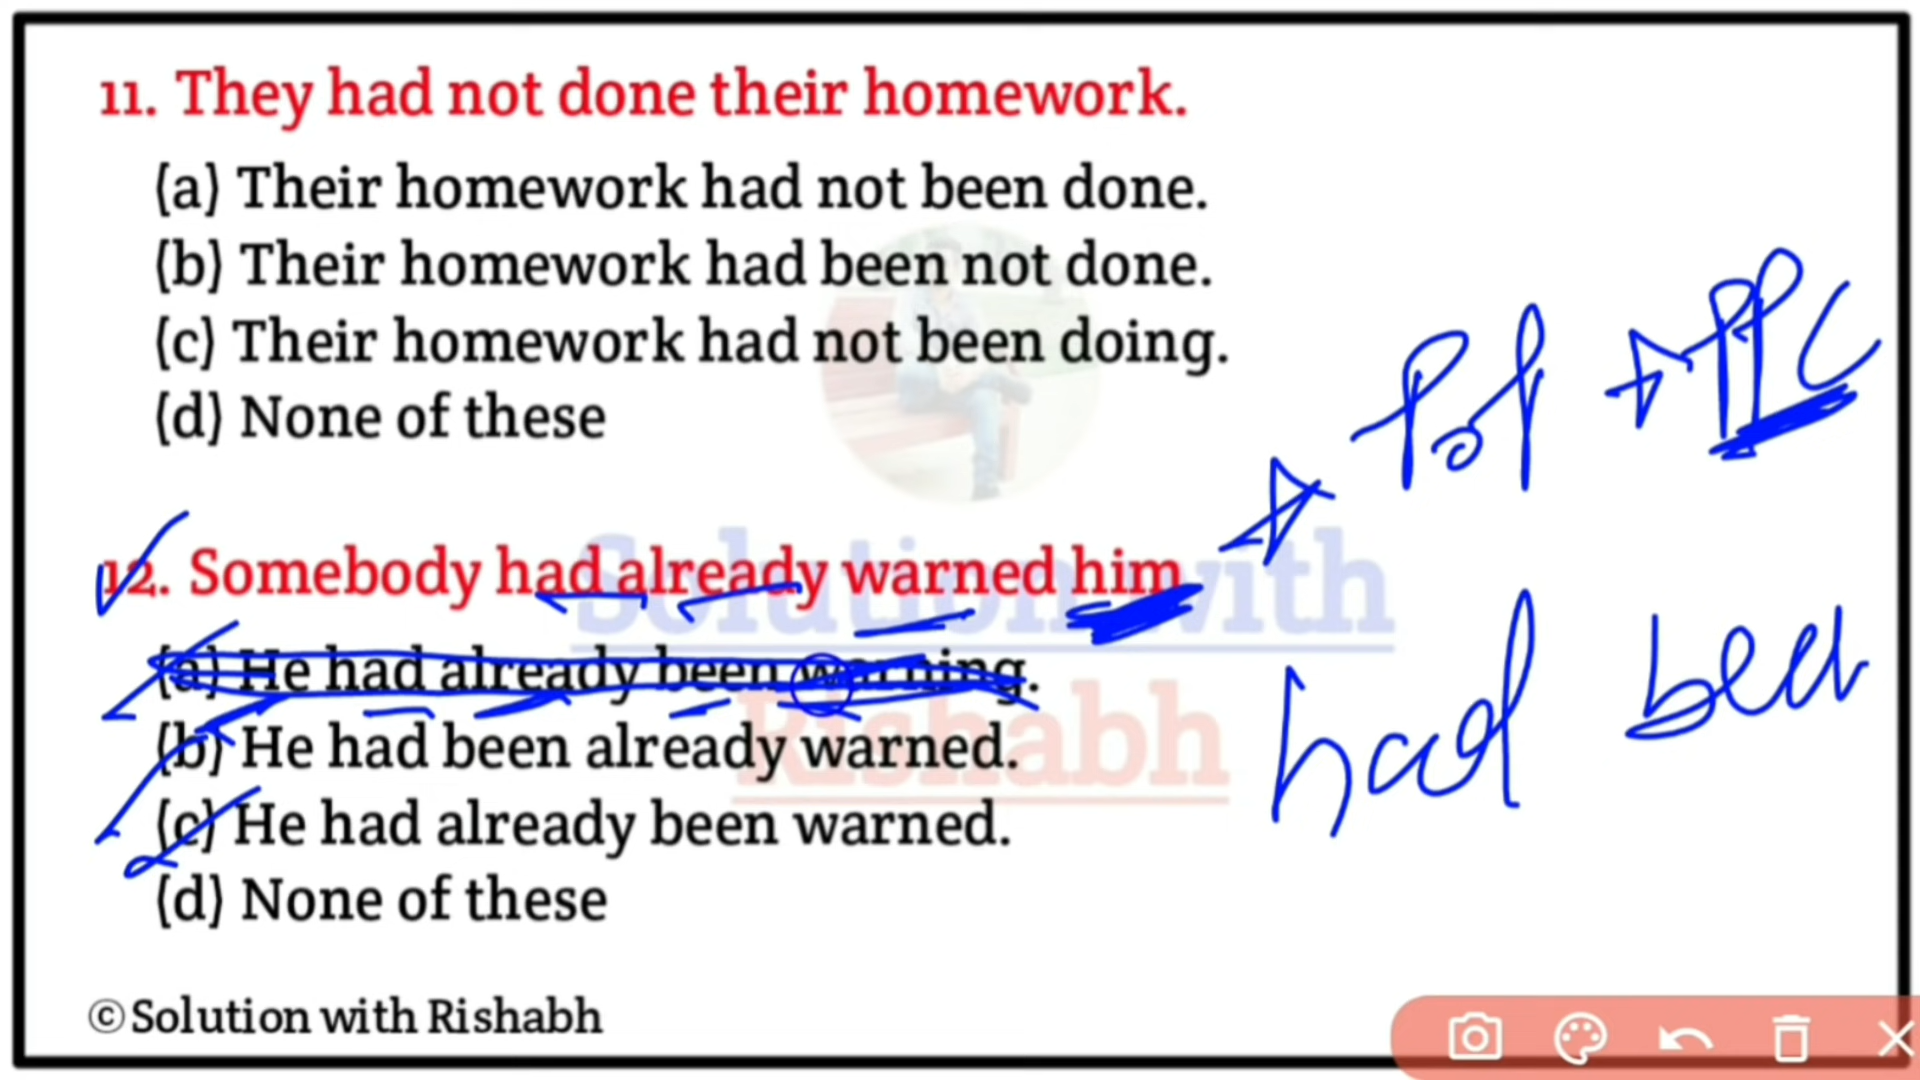 11. They had not done their homework.
(a) Their homework had not been done.
(b) Their homework had been not done.
(c) Their homework had not been doing.
(d) None of these
12. Somebody had already warned him
(a) He had already been warning.
(b) He had been already warned.
(c) He had already been warned.
(d) None of these
had been
Solution with
Rishabh
©Solution with Rishabh